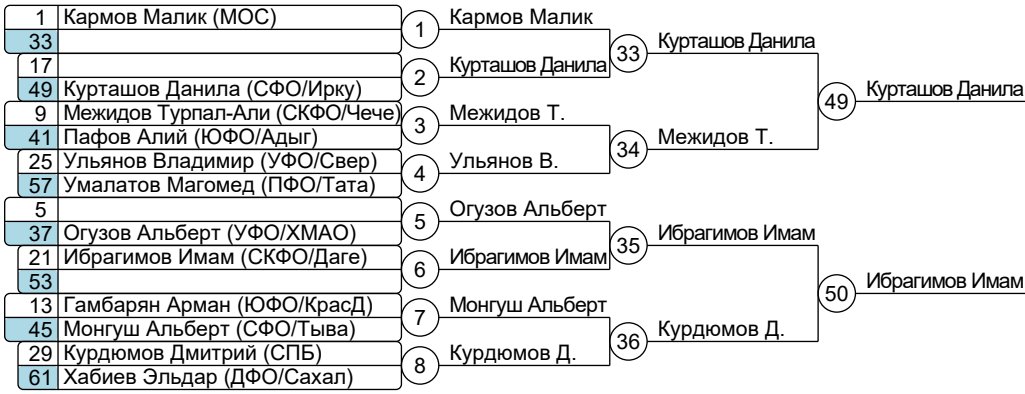 1 Кармов Малик (МОС)
33
17
49 Курташов Данила (СФО/Ирку)
9 Межидов Турпал-Али (СКФО/Чече)
41 Пафов Алий (ЮФО/Адыг)
25 Ульянов Владимир (УФО/Свер)
57 Умалатов Магомед (ПФО/Тата)
5
37 Огузов Альберт (УФО/ХМАО)
21 Ибрагимов Имам (СКФО/Даге)
53
13 Гамбарян Арман (ЮФО/КрасД)
45 Монгуш Альберт (СФО/Тыва)
29 Курдюмов Дмитрий (СПБ)
61 Хабиев Эльдар (ДФО/Сахал)
1 Кармов Малик
2 Курташов Данила
3 Межидов Т.
4 Ульянов В.
5 Огузов Альберт
6 Ибрагимов Имам
7 Монгуш Альберт
8 Курдюмов Д.
33 Курташов Данила
34 Межидов Т.
35 Ибрагимов Имам
36 Курдюмов Д.
49 Курташов Данила
50 Ибрагимов Имам